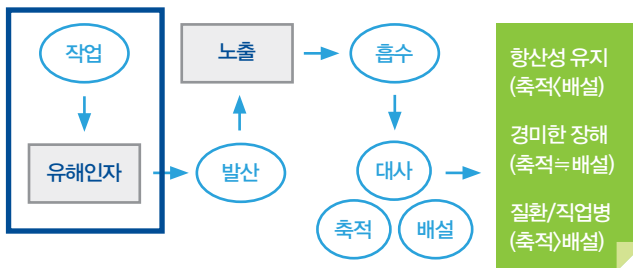 작업
유해인자
발산
노출
흡수
대사
축적
배설
항산성 유지
(축적<배설)
경미한 장해
(축적≒배설)
질환/직업병
(축적>배설)